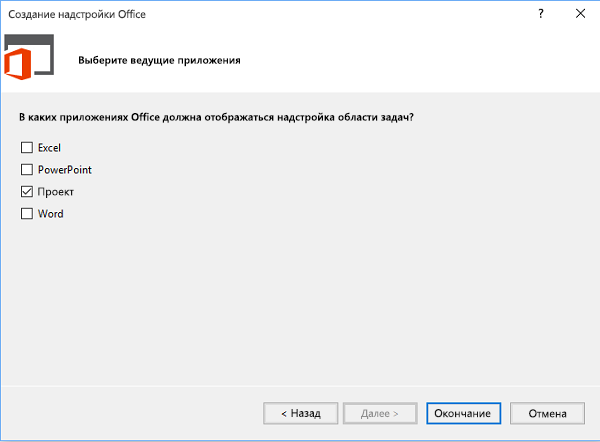 Создание надстройки Office
?
Выберите ведущие приложения
В каких приложениях Office должна отображаться надстройка области задач?
Excel
PowerPoint
Проект
Word
< Назад
Далее >
Окончание
Отмена